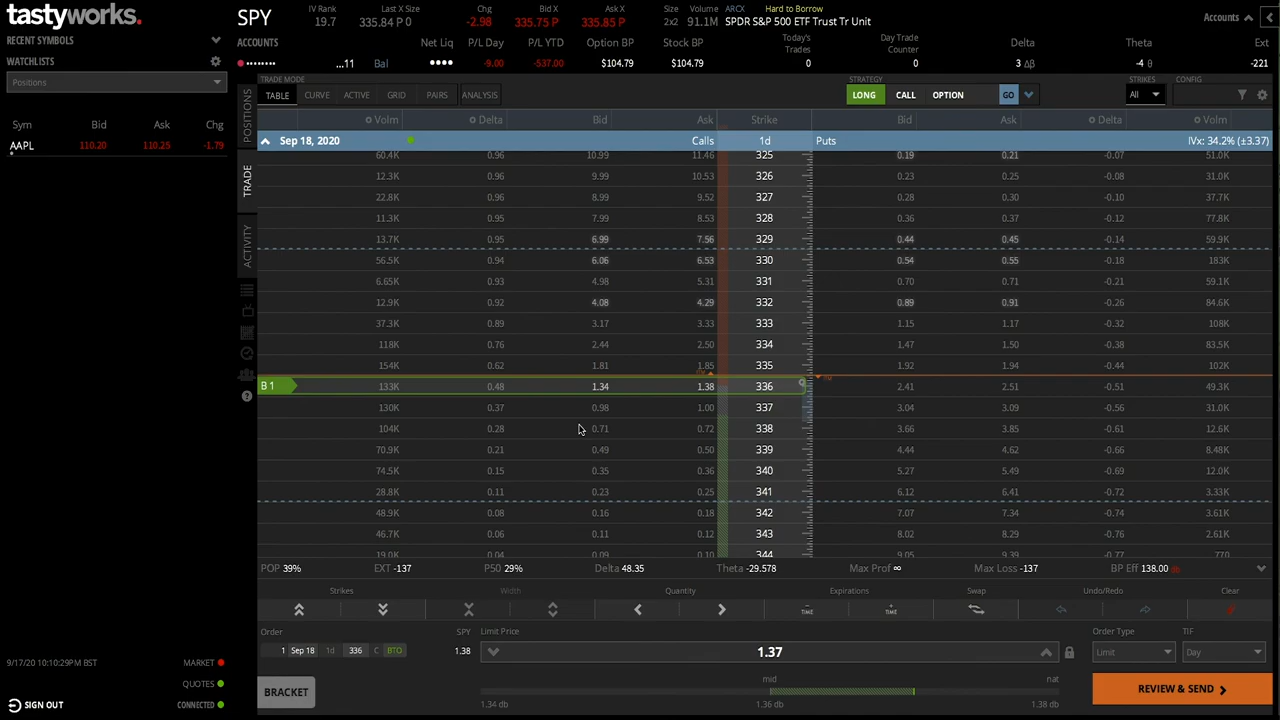 tastyworks.
RECENT SYMBOLS
WATCHLISTS
Positions
Sym Bid Ask Chg
AAPL 110.20 110.25 -1.79
9/17/20 10:10:29PM BST MARKET
QUOTES
SIGN OUT CONNECTED
SPY IV Rank Last X Size Chg Bid X Ask X Size Volume ARCX Hard to Borrow
19.7 335.84 P 0 -2.98 335.75 P 335.85 P 2x2 91.1M SPDR S&P 500 ETF Trust Tr Unit
Accounts
ACCOUNTS Net Liq P/L Day P/L YTD Option BP Stock BP Today's Trades Day Trade Counter Delta Theta Ext
...11 Bal -9.00 -537.00 $104.79 $104.79 0 0 3 Δβ -4 θ -221
TRADE MODE STRATEGY STRIKES CONFIG
TABLE CURVE ACTIVE GRID PAIRS ANALYSIS LONG CALL OPTION GO All
POSITIONS
TRADE
ACTIVITY
Volm Delta Bid Ask Strike Bid Ask Delta Volm
Sep 18, 2020 Calls 1d Puts IVx: 34.2% (±3.37)
60.4K 0.96 10.99 11.46 325 0.19 0.21 -0.07 51.0K
12.3K 0.96 9.99 10.53 326 0.23 0.25 -0.08 31.0K
22.8K 0.96 8.99 9.52 327 0.28 0.30 -0.10 37.7K
11.3K 0.95 7.99 8.53 328 0.36 0.37 -0.12 77.8K
13.7K 0.95 6.99 7.56 329 0.44 0.45 -0.14 59.9K
56.5K 0.94 6.06 6.53 330 0.54 0.55 -0.18 183K
6.65K 0.93 4.98 5.31 331 0.70 0.71 -0.21 59.1K
12.9K 0.92 4.08 4.29 332 0.89 0.91 -0.26 84.6K
37.3K 0.89 3.17 3.33 333 1.15 1.17 -0.32 108K
118K 0.76 2.44 2.50 334 1.47 1.50 -0.38 83.5K
154K 0.62 1.81 1.85 335 1.92 1.94 -0.44 102K
B 1 133K 0.48 1.34 1.38 336 2.41 2.51 -0.51 49.3K
130K 0.37 0.98 1.00 337 3.04 3.09 -0.56 31.0K
104K 0.28 0.71 0.72 338 3.66 3.85 -0.61 12.6K
70.9K 0.21 0.49 0.50 339 4.44 4.62 -0.66 8.48K
74.5K 0.15 0.35 0.36 340 5.27 5.49 -0.69 12.0K
28.8K 0.11 0.23 0.25 341 6.12 6.41 -0.72 3.33K
48.9K 0.08 0.16 0.18 342 7.07 7.34 -0.74 3.61K
46.7K 0.06 0.11 0.12 343 8.02 8.29 -0.76 2.61K
19.0K 0.04 0.09 0.10 344 9.05 9.39 -0.77 770
POP 39% EXT -137 P50 29% Delta 48.35 Theta -29.578 Max Prof ∞ Max Loss -137 BP Eff 138.00 db
Strikes Width Quantity Expirations Swap Undo/Redo Clear
TIME TIME
Order SPY Limit Price Order Type TIF
1 Sep 18 1d 336 C BTO 1.38 1.37 Limit Day
BRACKET mid nat REVIEW & SEND
1.34 db 1.36 db 1.38 db